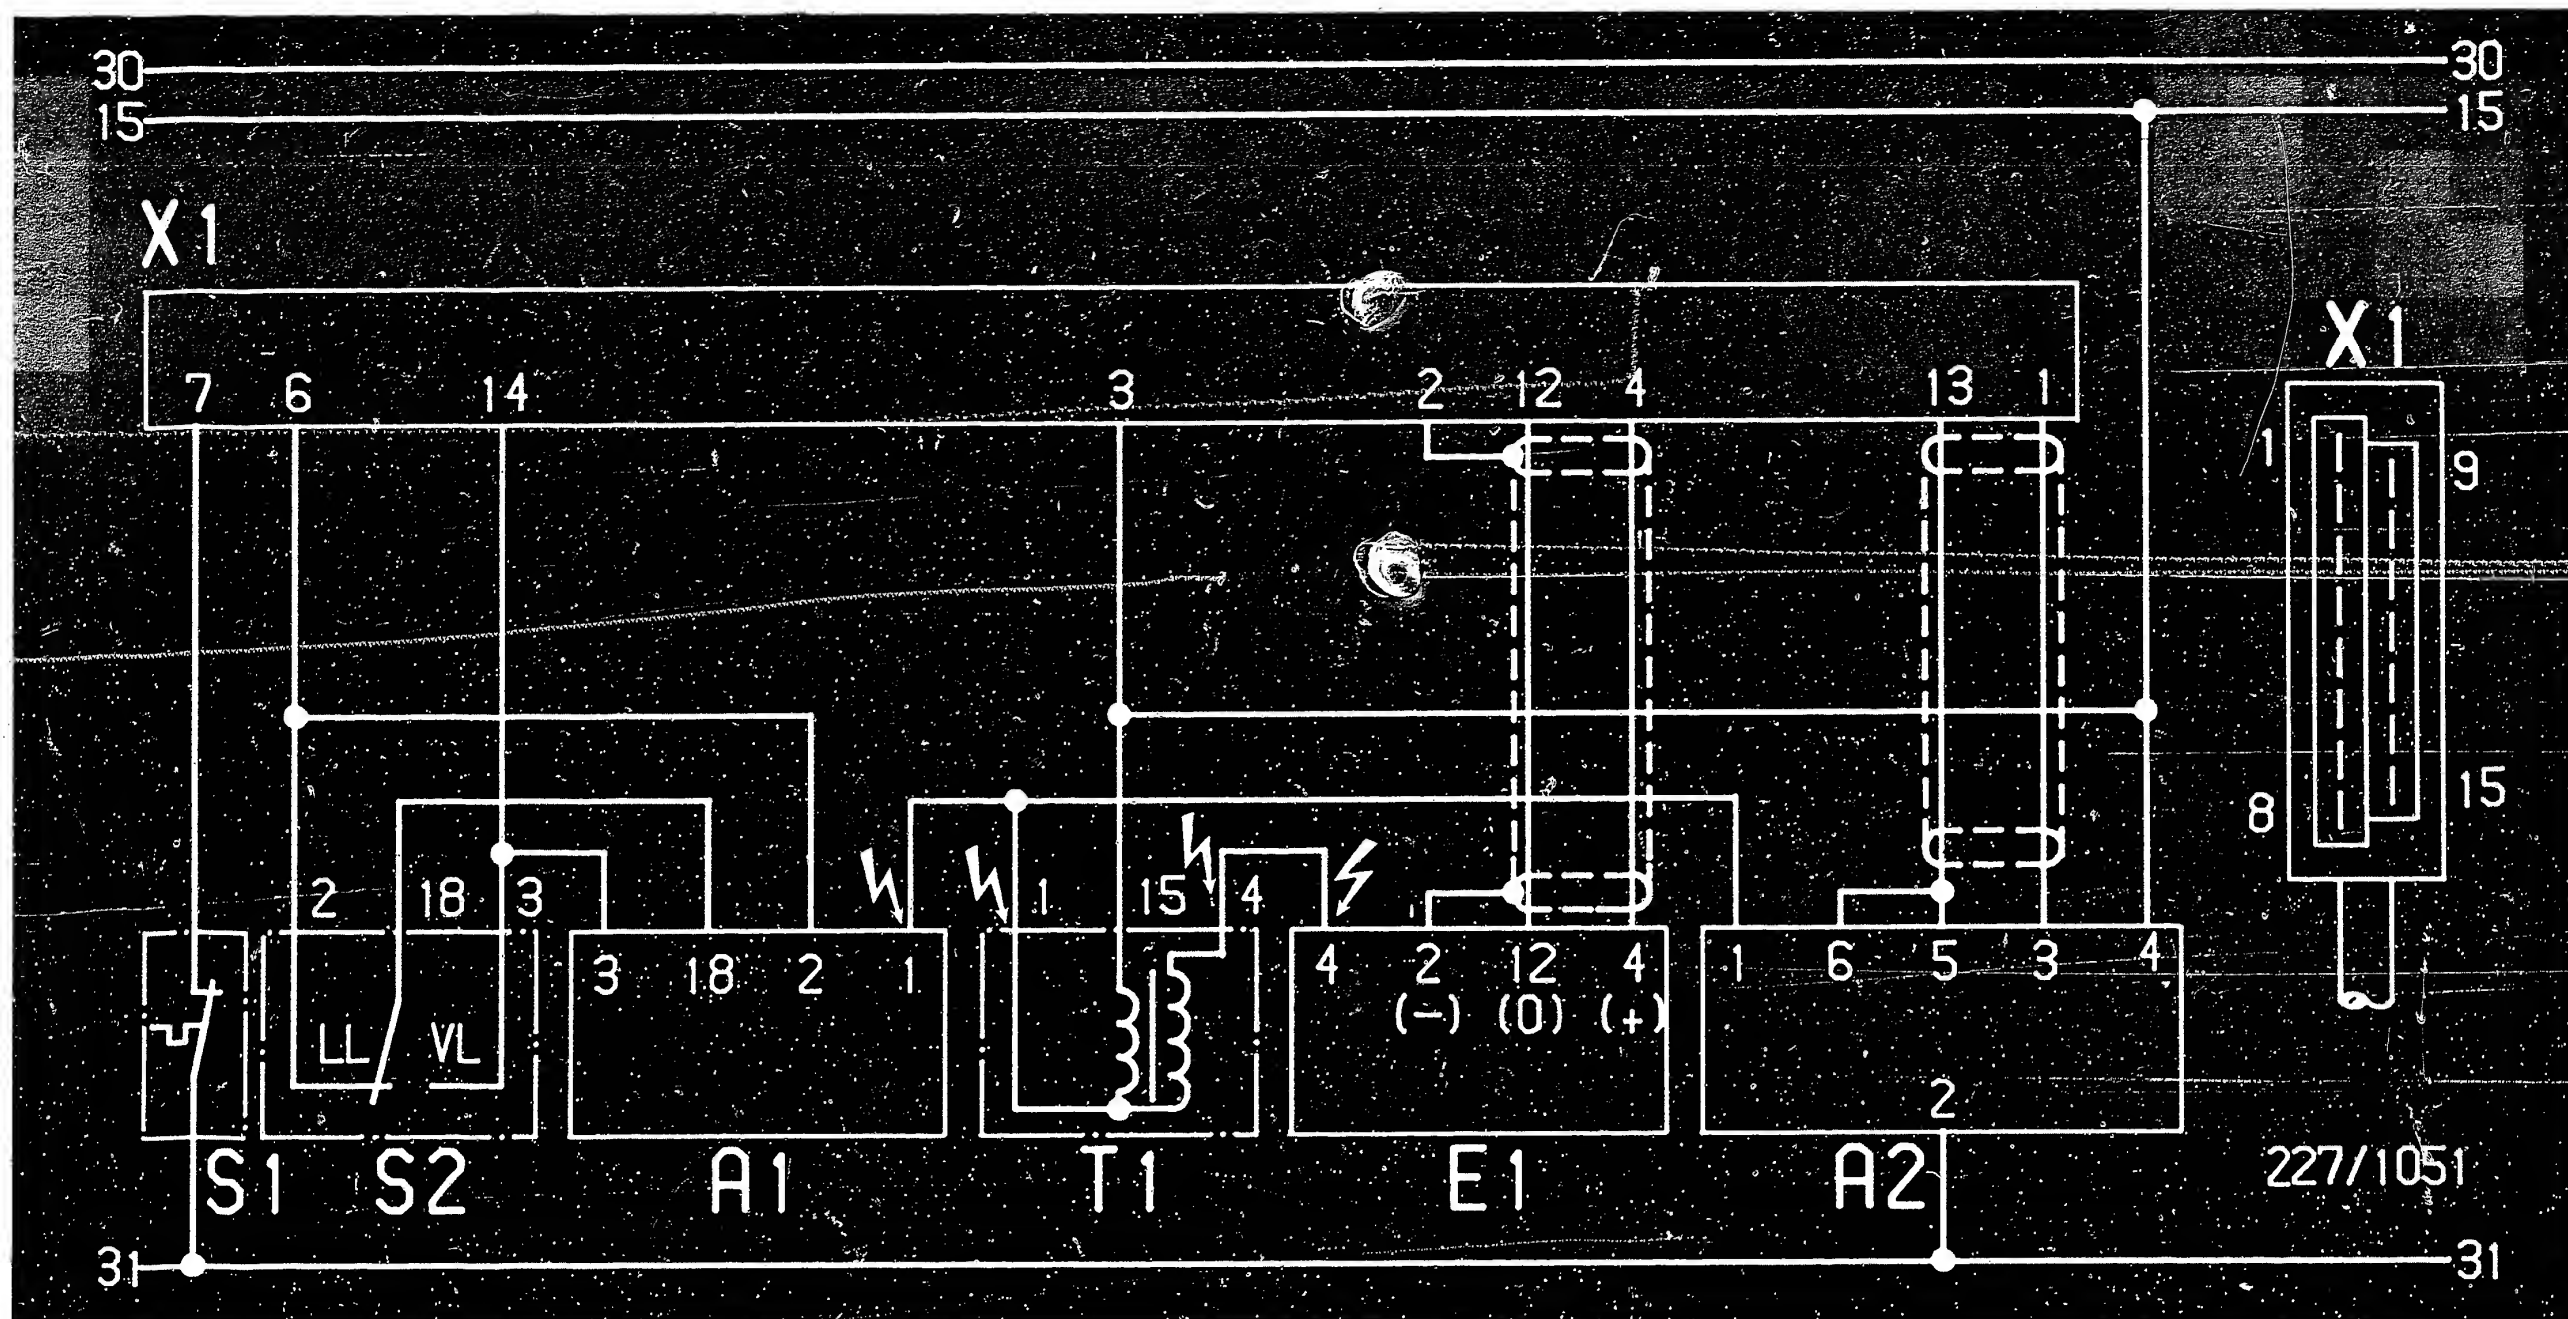 30 30
15 15
X1
X1
7 6 14 3 2 12 4 13 1
1 9
8 15
2 18 3 1 15 4
3 18 2 1 4 2 12 4 1 6 5 3 4
(-) (0) (+)
LL VL
2
S1 S2 A1 T1 E1 A2 227/1051
31 31